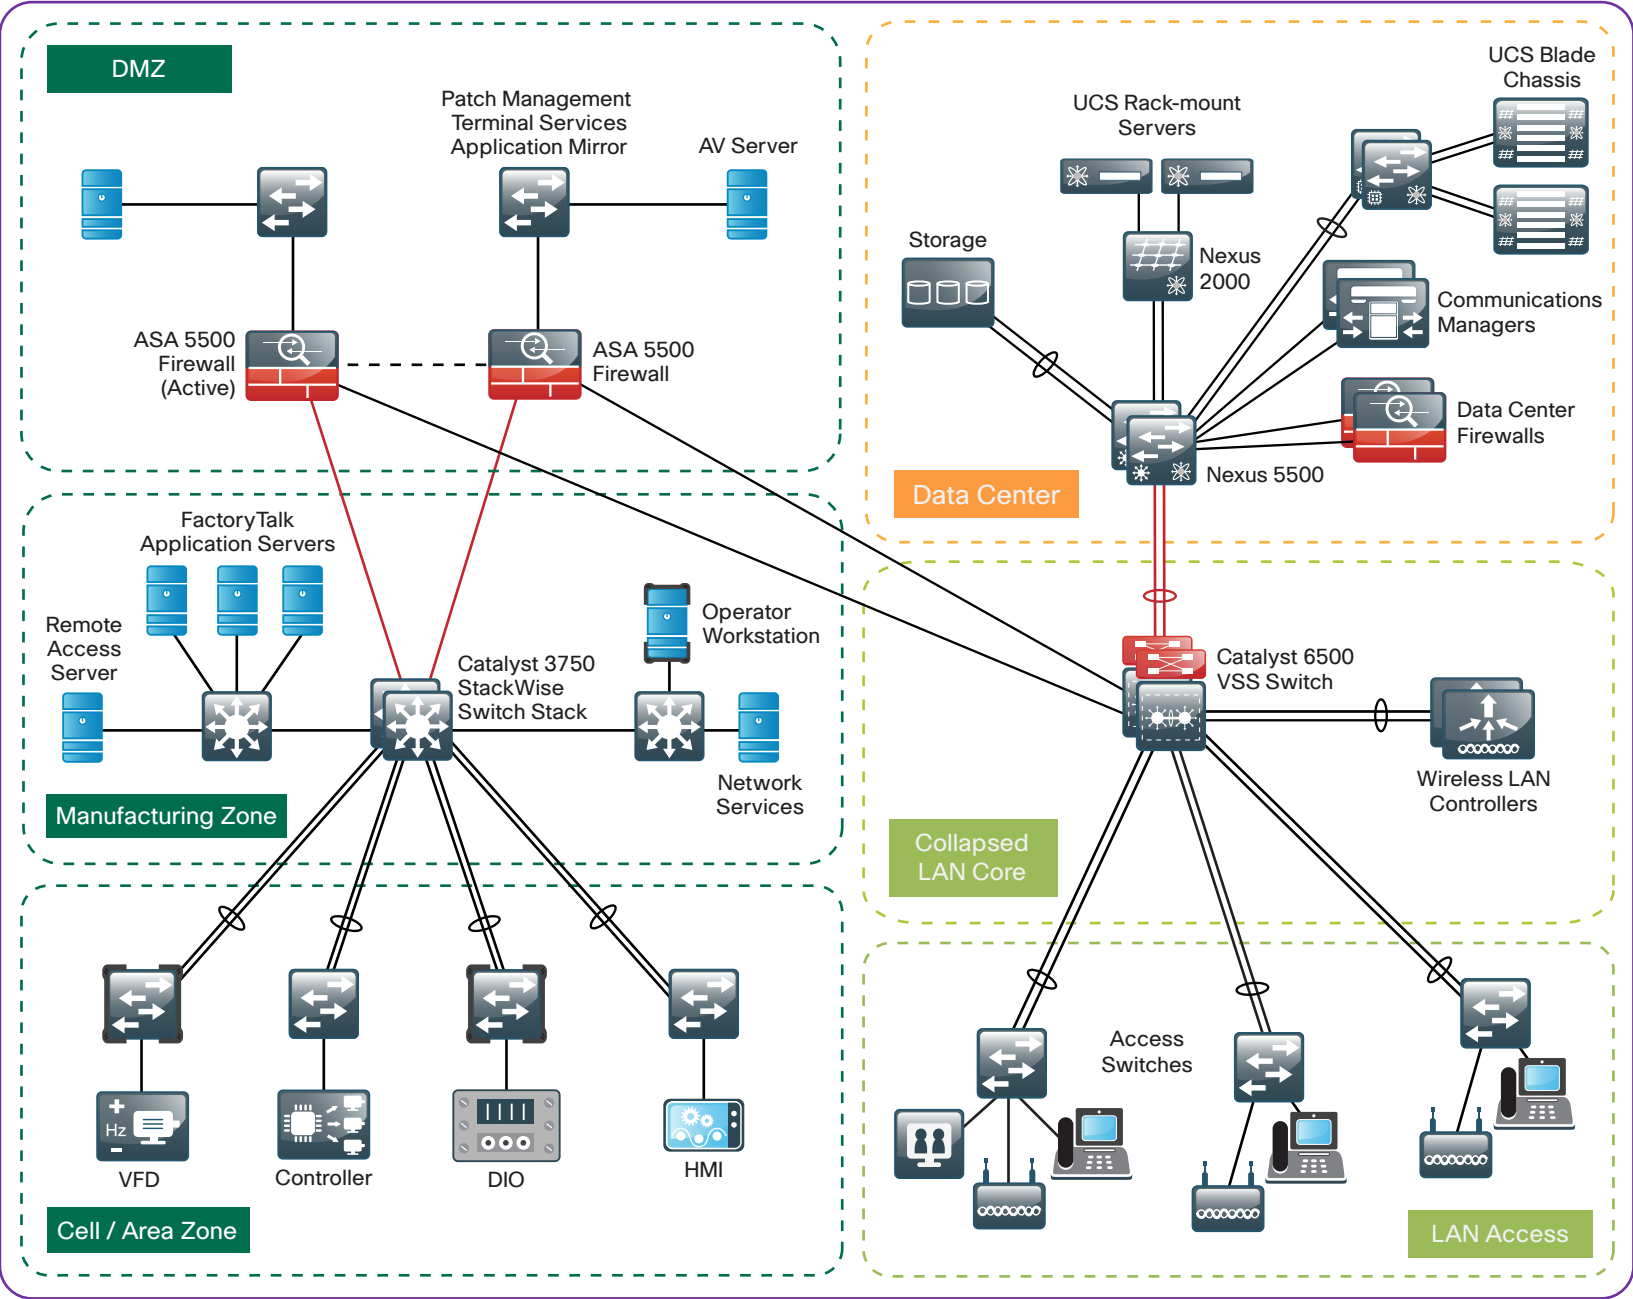 DMZ
Patch Management
Terminal Services
Application Mirror
AV Server
ASA 5500
Firewall
(Active)
ASA 5500
Firewall
UCS Blade
Chassis
UCS Rack-mount
Servers
Storage
Nexus
2000
Communications
Managers
Data Center
Firewalls
Nexus 5500
Data Center
FactoryTalk
Application Servers
Remote
Access
Server
Catalyst 3750
StackWise
Switch Stack
Operator
Workstation
Network
Services
Manufacturing Zone
Catalyst 6500
VSS Switch
Wireless LAN
Controllers
Collapsed
LAN Core
Hz
VFD
Controller
DIO
HMI
Cell / Area Zone
Access
Switches
LAN Access